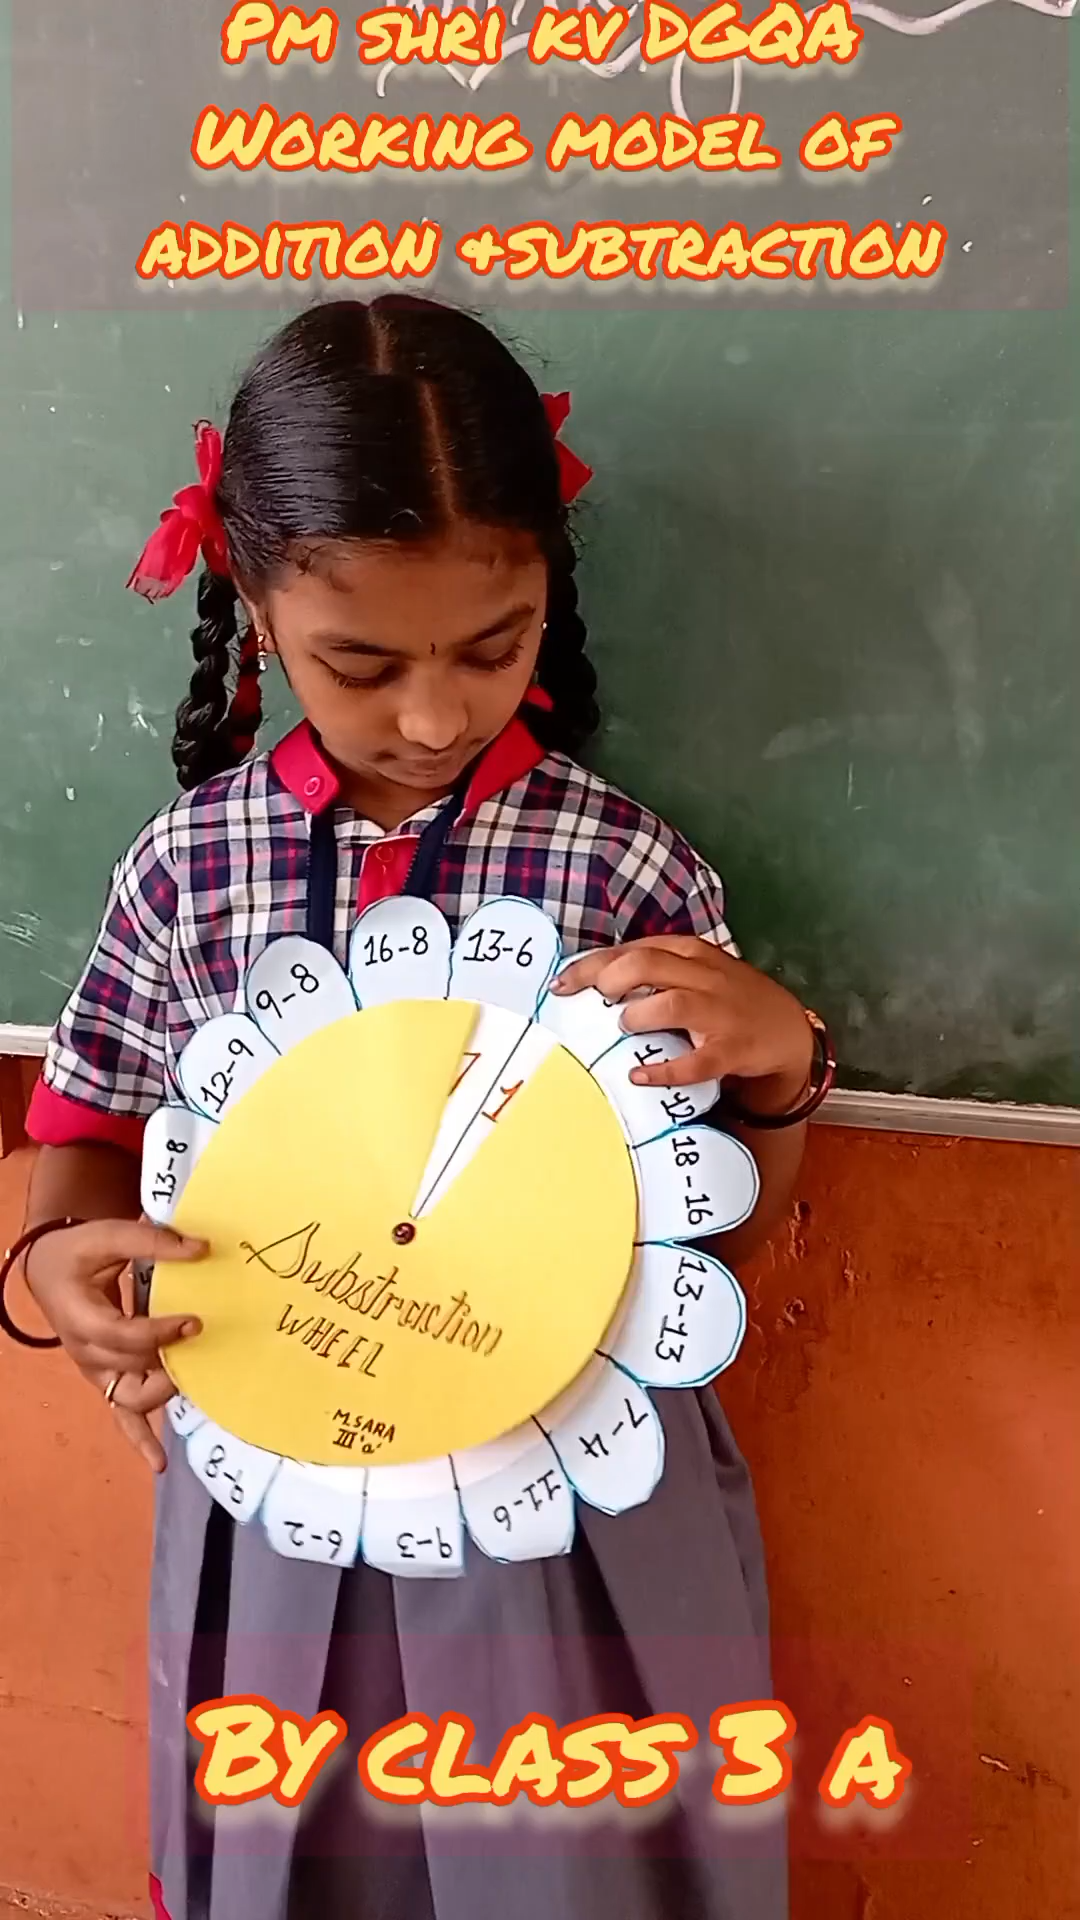 PM SHRI KV DGQA
WORKING MODEL OF
ADDITION &SUBTRACTION
16-8
13-6
9-8
12-9
13-8
7
1
18-16
13-13
7-4
11-6
9-3
6-2
9-8
Substraction
WHEEL
M.SARA
III 'a'
BY CLASS 3 A